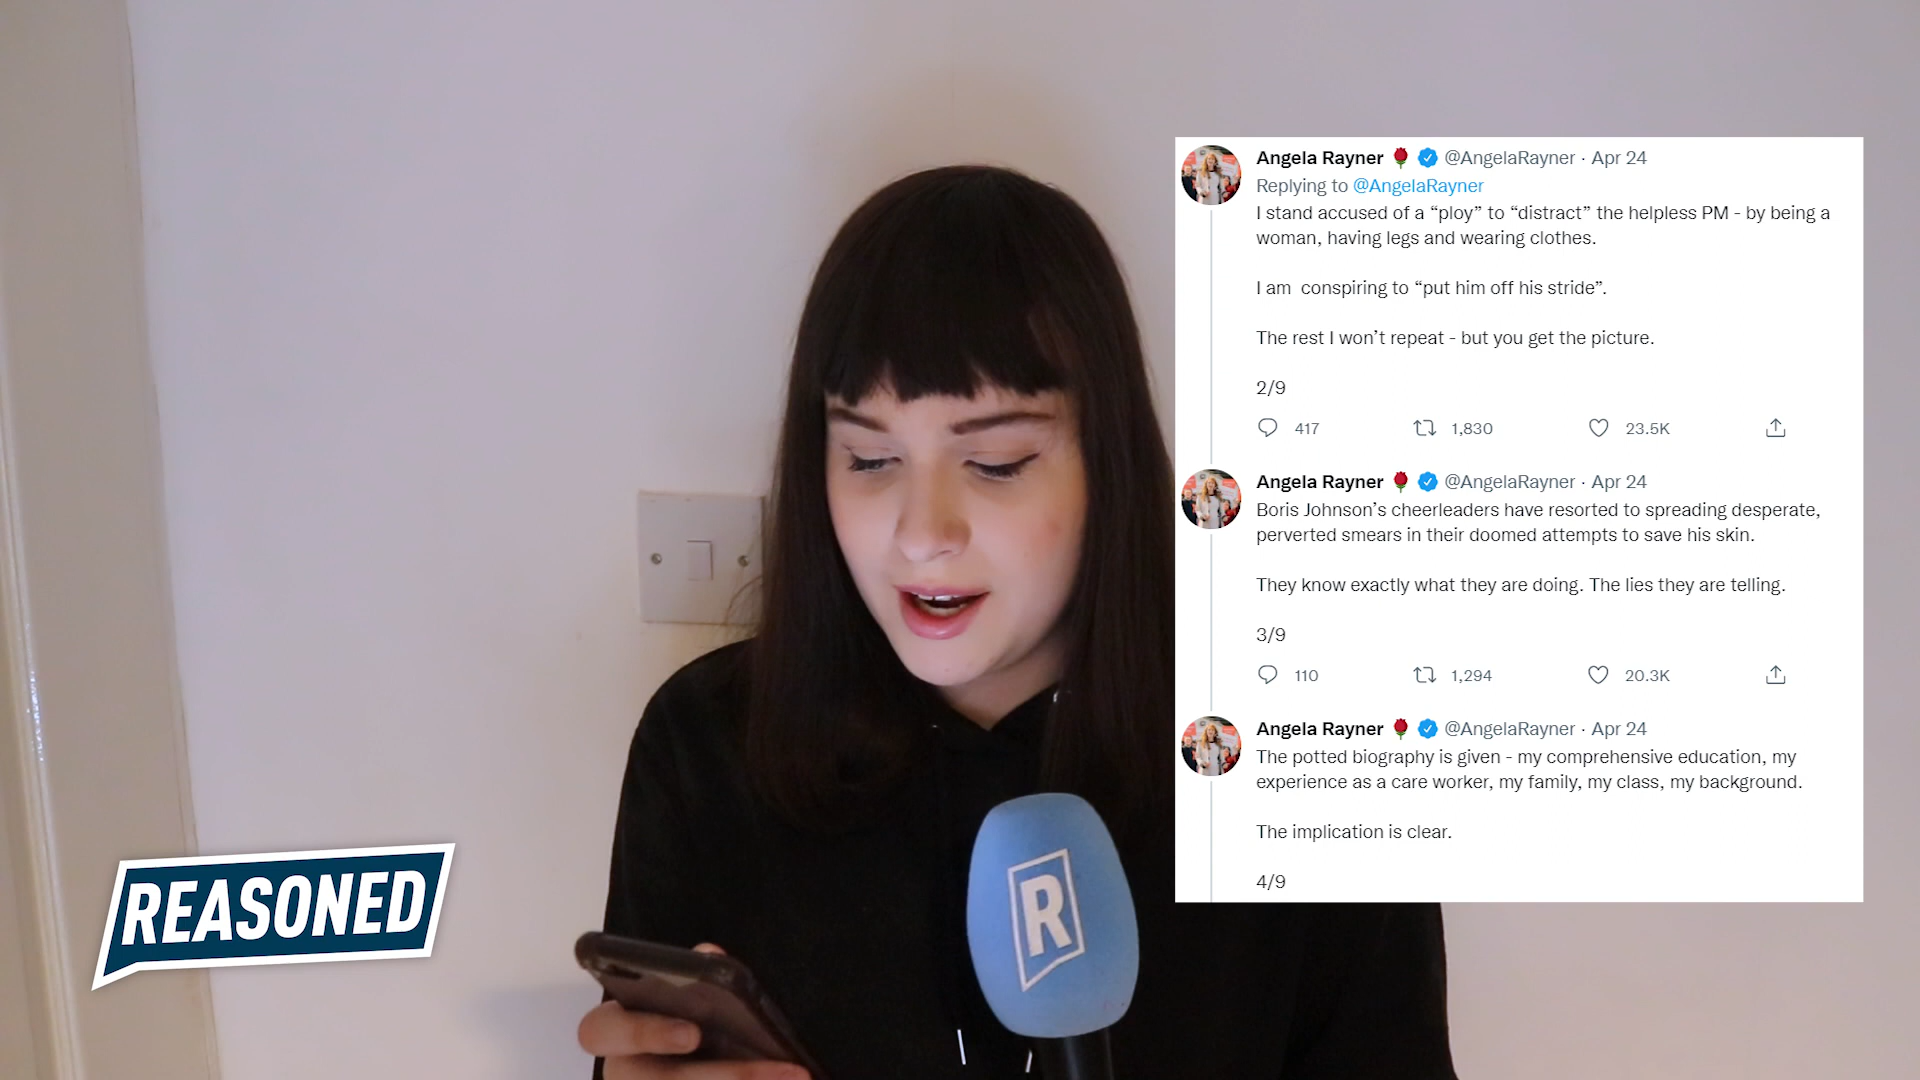 Angela Rayner 🌹 @AngelaRayner · Apr 24
Replying to @AngelaRayner
I stand accused of a “ploy” to “distract” the helpless PM - by being a
woman, having legs and wearing clothes.
I am  conspiring to “put him off his stride”.
The rest I won’t repeat - but you get the picture.
2/9
417 1,830 23.5K
Angela Rayner 🌹 @AngelaRayner · Apr 24
Boris Johnson’s cheerleaders have resorted to spreading desperate,
perverted smears in their doomed attempts to save his skin.
They know exactly what they are doing. The lies they are telling.
3/9
110 1,294 20.3K
Angela Rayner 🌹 @AngelaRayner · Apr 24
The potted biography is given - my comprehensive education, my
experience as a care worker, my family, my class, my background.
The implication is clear.
4/9
REASONED
R